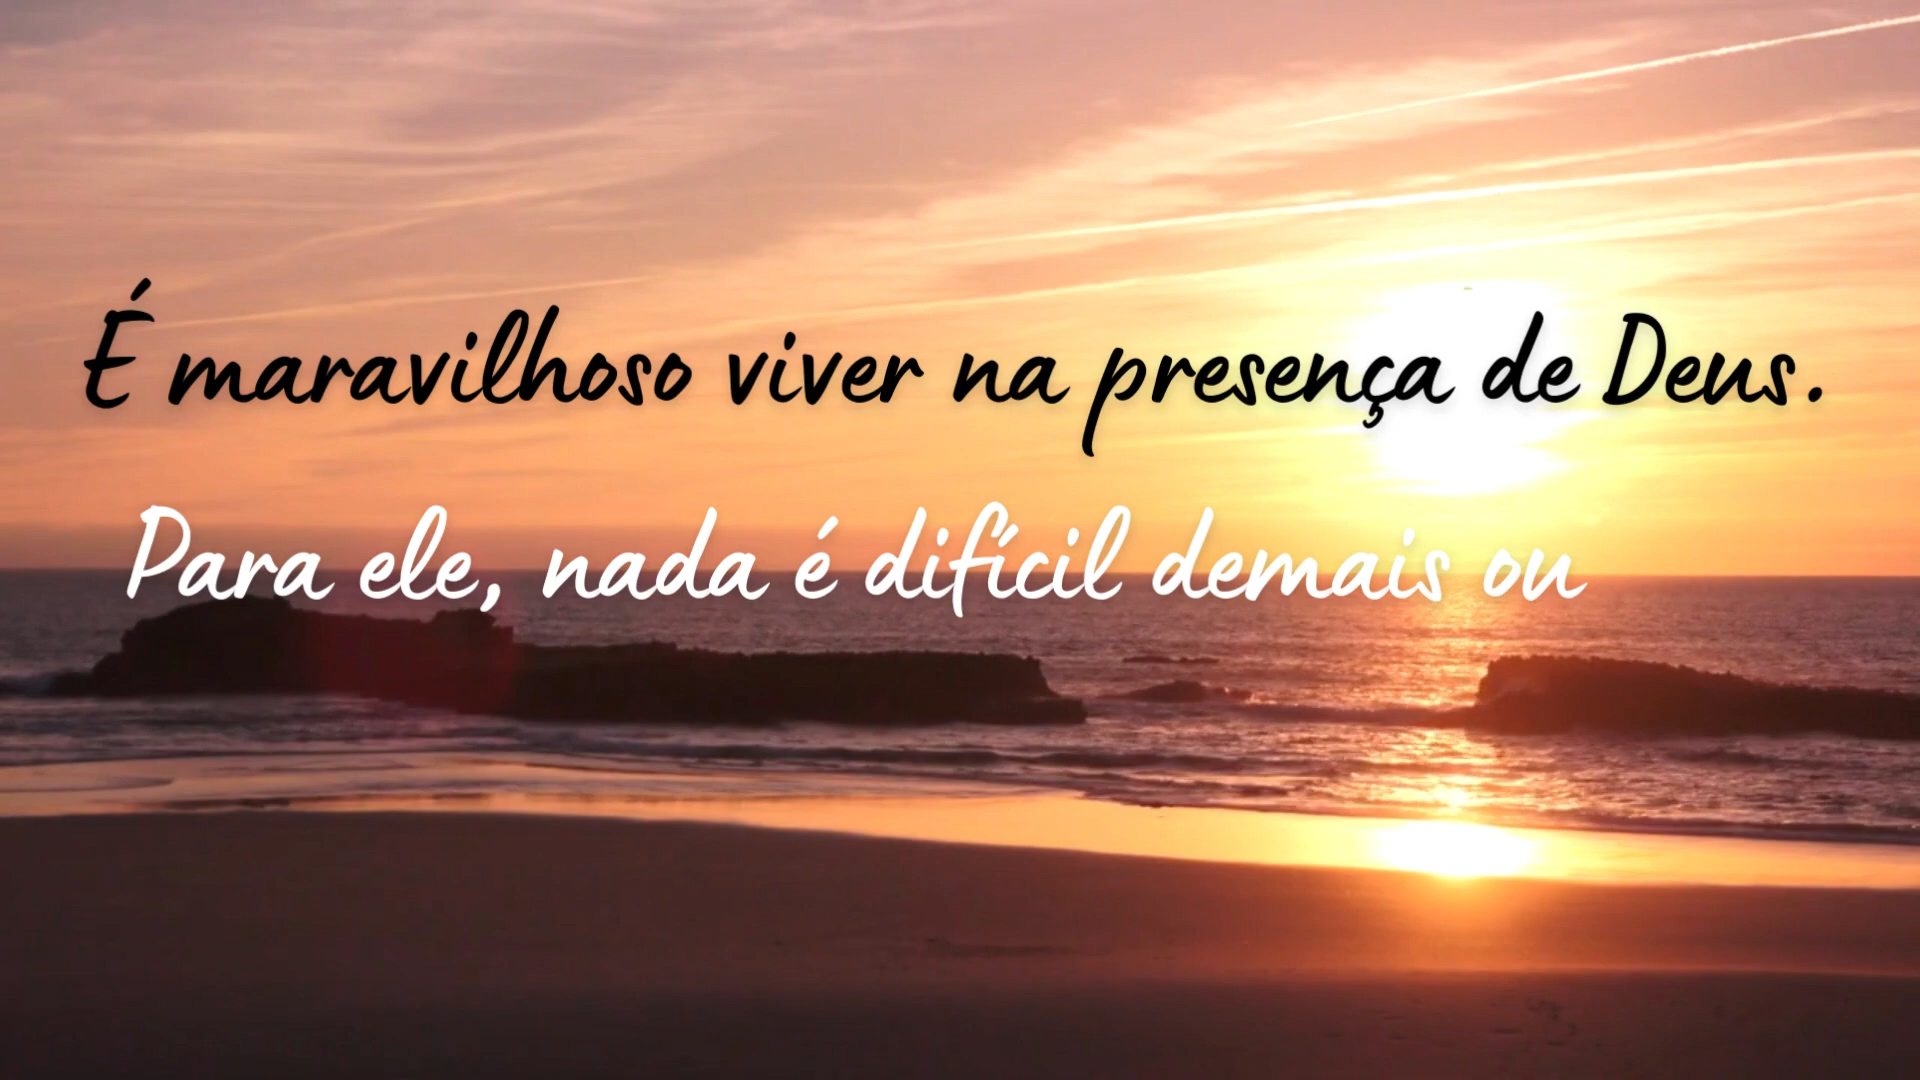 É maravilhoso viver na presença de Deus.
Para ele, nada é difícil demais ou